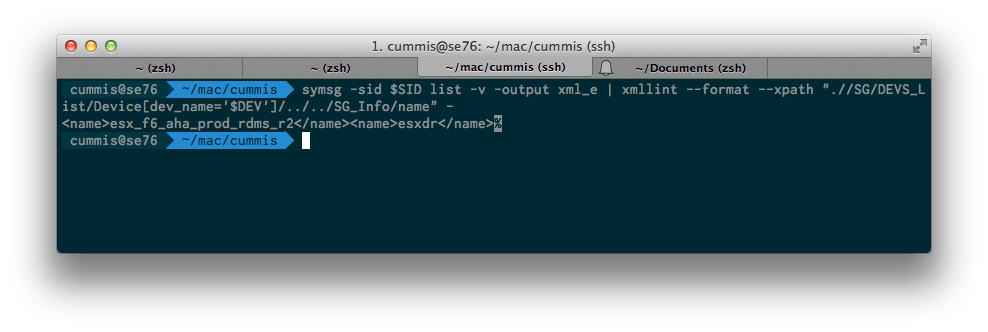 1. cummis@se76: ~/mac/cummis (ssh)
~ (zsh) ~ (zsh) ~/mac/cummis (ssh) ~/Documents (zsh)
cummis@se76 ~/mac/cummis symsg -sid $SID list -v -output xml_e | xmllint --format --xpath ".//SG/DEVS_L
ist/Device[dev_name='$DEV']/../../SG_Info/name" -
<name>esx_f6_aha_prod_rdms_r2</name><name>esxdr</name>%
cummis@se76 ~/mac/cummis